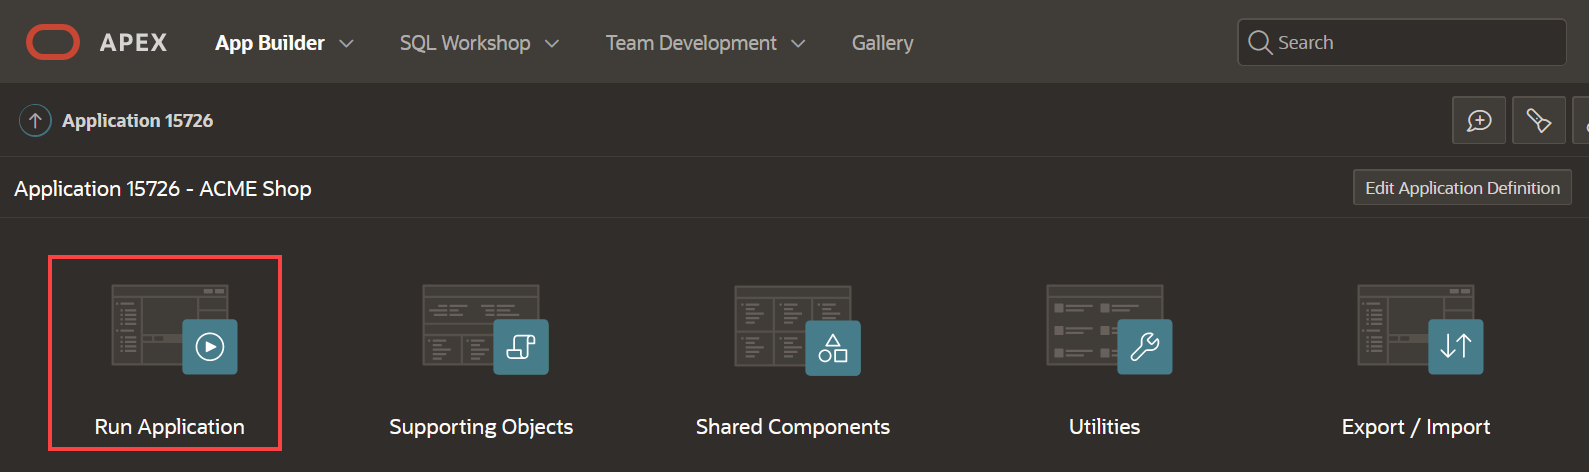 APEX App Builder SQL Workshop Team Development Gallery Search
Application 15726
Application 15726 - ACME Shop Edit Application Definition
Run Application Supporting Objects Shared Components Utilities Export / Import